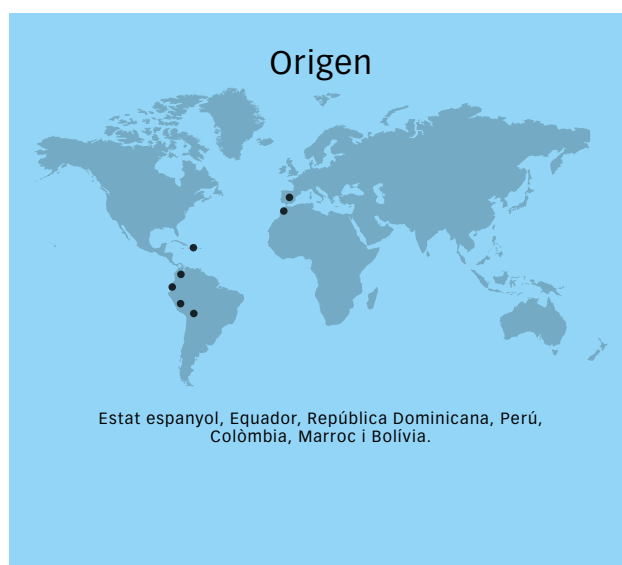 Origen
Estat espanyol, Equador, República Dominicana, Perú,
Colòmbia, Marroc i Bolívia.